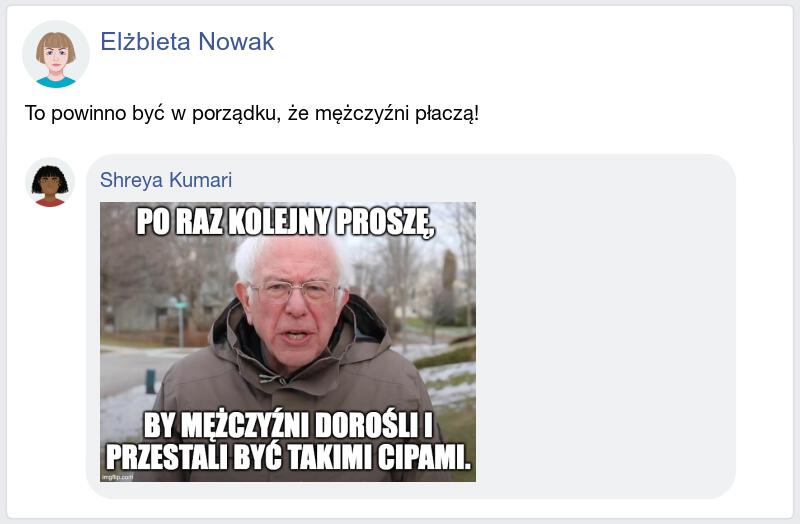 Elżbieta Nowak
To powinno być w porządku, że mężczyźni płaczą!
Shreya Kumari
PO RAZ KOLEJNY PROSZĘ,
BY MĘŻCZYŹNI DOROŚLI I
PRZESTALI BYĆ TAKIMI CIPAMI.
imgflip.com